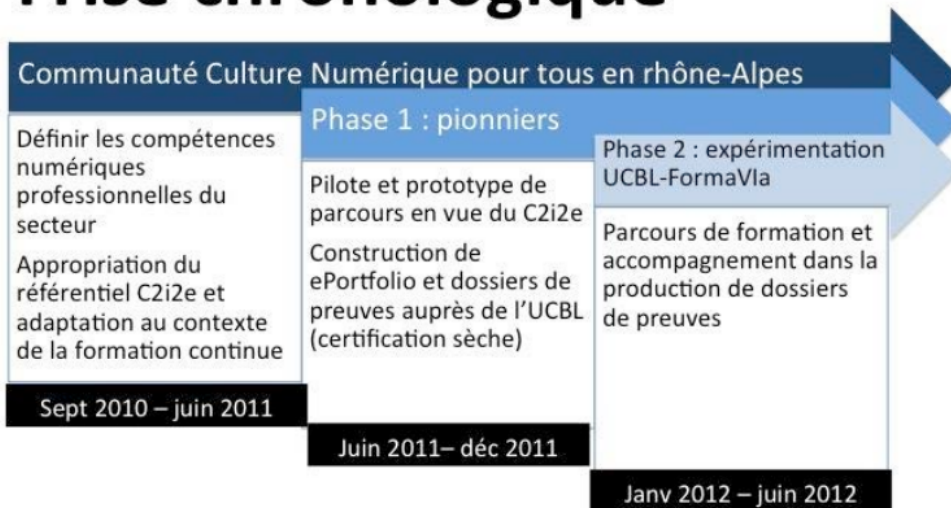 Frise chronologique
Communauté Culture Numérique pour tous en rhône-Alpes
Définir les compétences
numériques
professionnelles du
secteur
Appropriation du
référentiel C2i2e et
adaptation au contexte
de la formation continue
Sept 2010 – juin 2011
Phase 1 : pionniers
Pilote et prototype de
parcours en vue du C2i2e
Construction de
ePortfolio et dossiers de
preuves auprès de l’UCBL
(certification sèche)
Juin 2011– déc 2011
Phase 2 : expérimentation
UCBL-FormaVIa
Parcours de formation et
accompagnement dans la
production de dossiers
de preuves
Janv 2012 – juin 2012